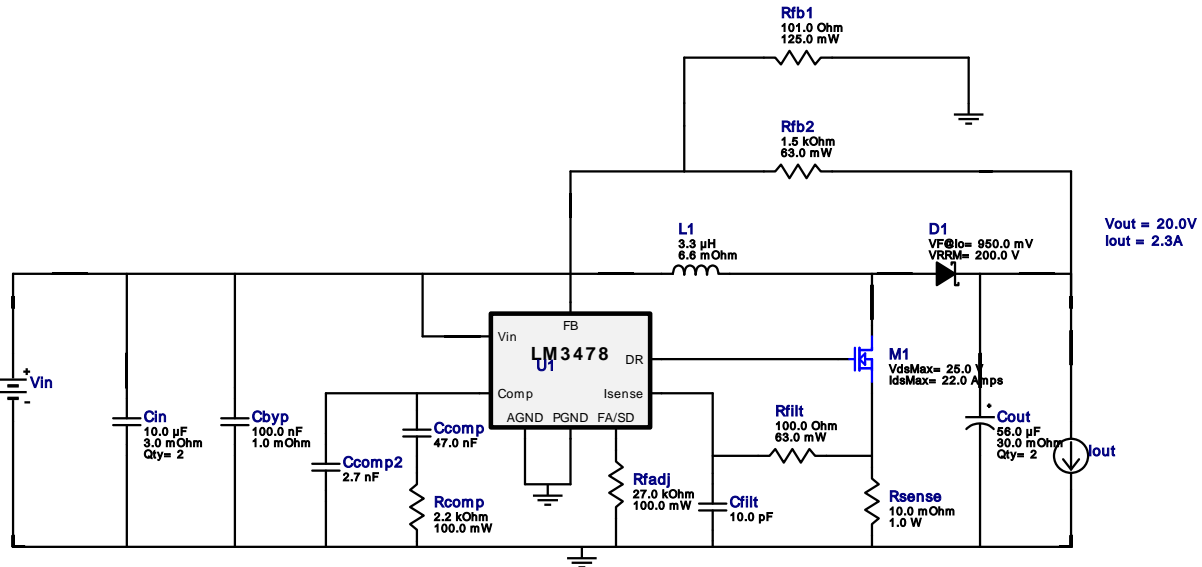 Rfb1
101.0 Ohm
125.0 mW
Rfb2
1.5 kOhm
63.0 mW
Vout = 20.0V
Iout = 2.3A
L1
3.3 µH
6.6 mOhm
D1
VF@Io= 950.0 mV
VRRM= 200.0 V
FB
Vin
LM3478
U1
DR
Comp
Isense
AGND PGND FA/SD
M1
VdsMax= 25.0 V
IdsMax= 22.0 Amps
+
Vin
-
Cin
10.0 µF
3.0 mOhm
Qty= 2
Cbyp
100.0 nF
1.0 mOhm
Ccomp
47.0 nF
Ccomp2
2.7 nF
Rcomp
2.2 kOhm
100.0 mW
Rfadj
27.0 kOhm
100.0 mW
Rfilt
100.0 Ohm
63.0 mW
Cfilt
10.0 pF
Rsense
10.0 mOhm
1.0 W
+
Cout
56.0 µF
30.0 mOhm
Qty= 2
Iout